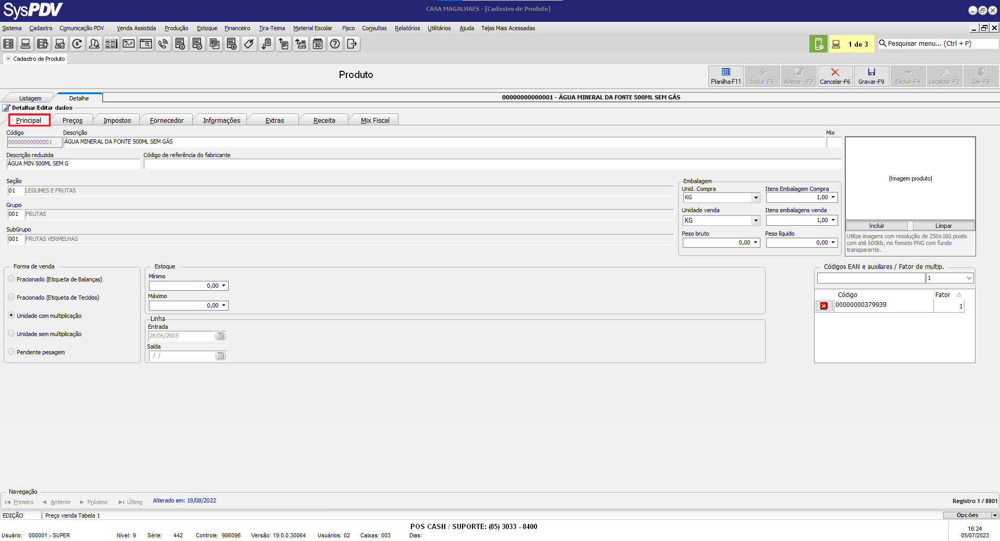 SysPDV
CASA MAGALHAES - [Cadastro de Produto]
Sistema Cadastro Comunicação PDV Venda Assistida Produção Estoque Financeiro Tira-Teima Material Escolar Fisco Consultas Relatórios Utilitários Ajuda Telas Mais Acessadas
30
1 de 3
Pesquisar menu... (Ctrl + P)
Cadastro de Produto
Produto
Planilha-F11 Incluir-F5 Alterar - F7 Cancelar-F6 Gravar-F9 Excluir-F4 Localizar-F2 Sair-F8
Listagem Detalhe 00000000000001 - ÁGUA MINERAL DA FONTE 500ML SEM GÁS
Detalhar/Editar dados
Principal Preços Impostos Fornecedor Informações Extras Receita Mix Fiscal
Código Descrição Mix
00000000000001 ÁGUA MINERAL DA FONTE 500ML SEM GÁS
Descrição reduzida Código de referência do fabricante
ÁGUA MIN 500ML SEM G
(Imagem produto)
Seção
01 LEGUMES E FRUTAS
Grupo
001 FRUTAS
SubGrupo
001 FRUTAS VERMELHAS
Embalagem
Unid. Compra Itens Embalagem Compra
KG 1,00
Unidade venda Itens embalagens venda
KG 1,00
Peso bruto Peso líquido
0,00 0,00
Incluir Limpar
Utilize imagens com resolução de 250x160 pixels
com até 600kb, no fomato PNG com fundo
transparente.
Forma de venda
Fracionado (Etiqueta de Balanças)
Fracionado (Etiqueta de Tecidos)
Unidade com multiplicação
Unidade sem multiplicação
Pendente pesagem
Estoque
Mínimo
0,00
Máximo
0,00
Linha
Entrada
28/06/2005 15
Saída
/ / 15
Códigos EAN e auxiliares / Fator de multip.
1
Código Fator
00000000379939 1
Navegação
Primeiro Anterior Próximo Último Alterado em: 19/08/2022 Registro 1 / 8801
EDIÇÃO Preço venda Tabela 1 Opções
POS CASH / SUPORTE: (85) 3033 - 8400
Usuário: 000001 - SUPER Nível: 9 Série: 442 Controle: 986096 Versão: 19.0.0.30064 Usuários: 02 Caixas: 003 Dias:
16:24
05/07/2023